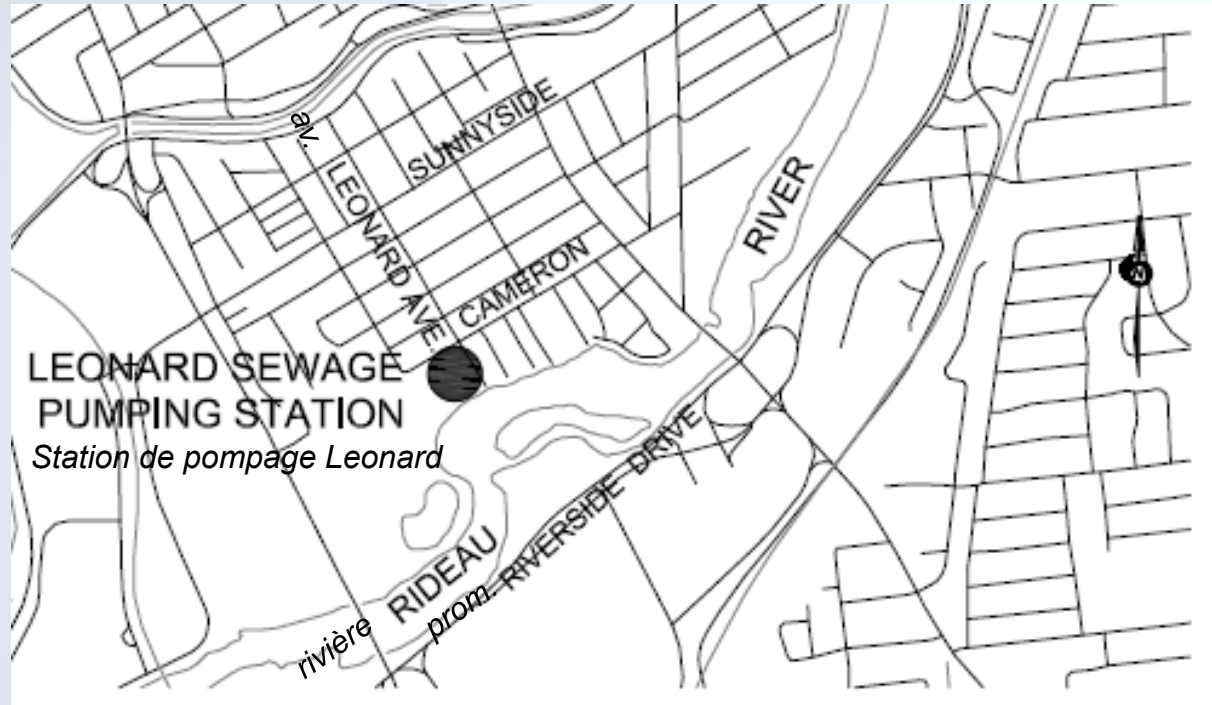 av.
LEONARD AVE.
SUNNYSIDE
CAMERON
RIVER
LEONARD SEWAGE
PUMPING STATION
Station de pompage Leonard
rivière RIDEAU
prom. RIVERSIDE DRIVE